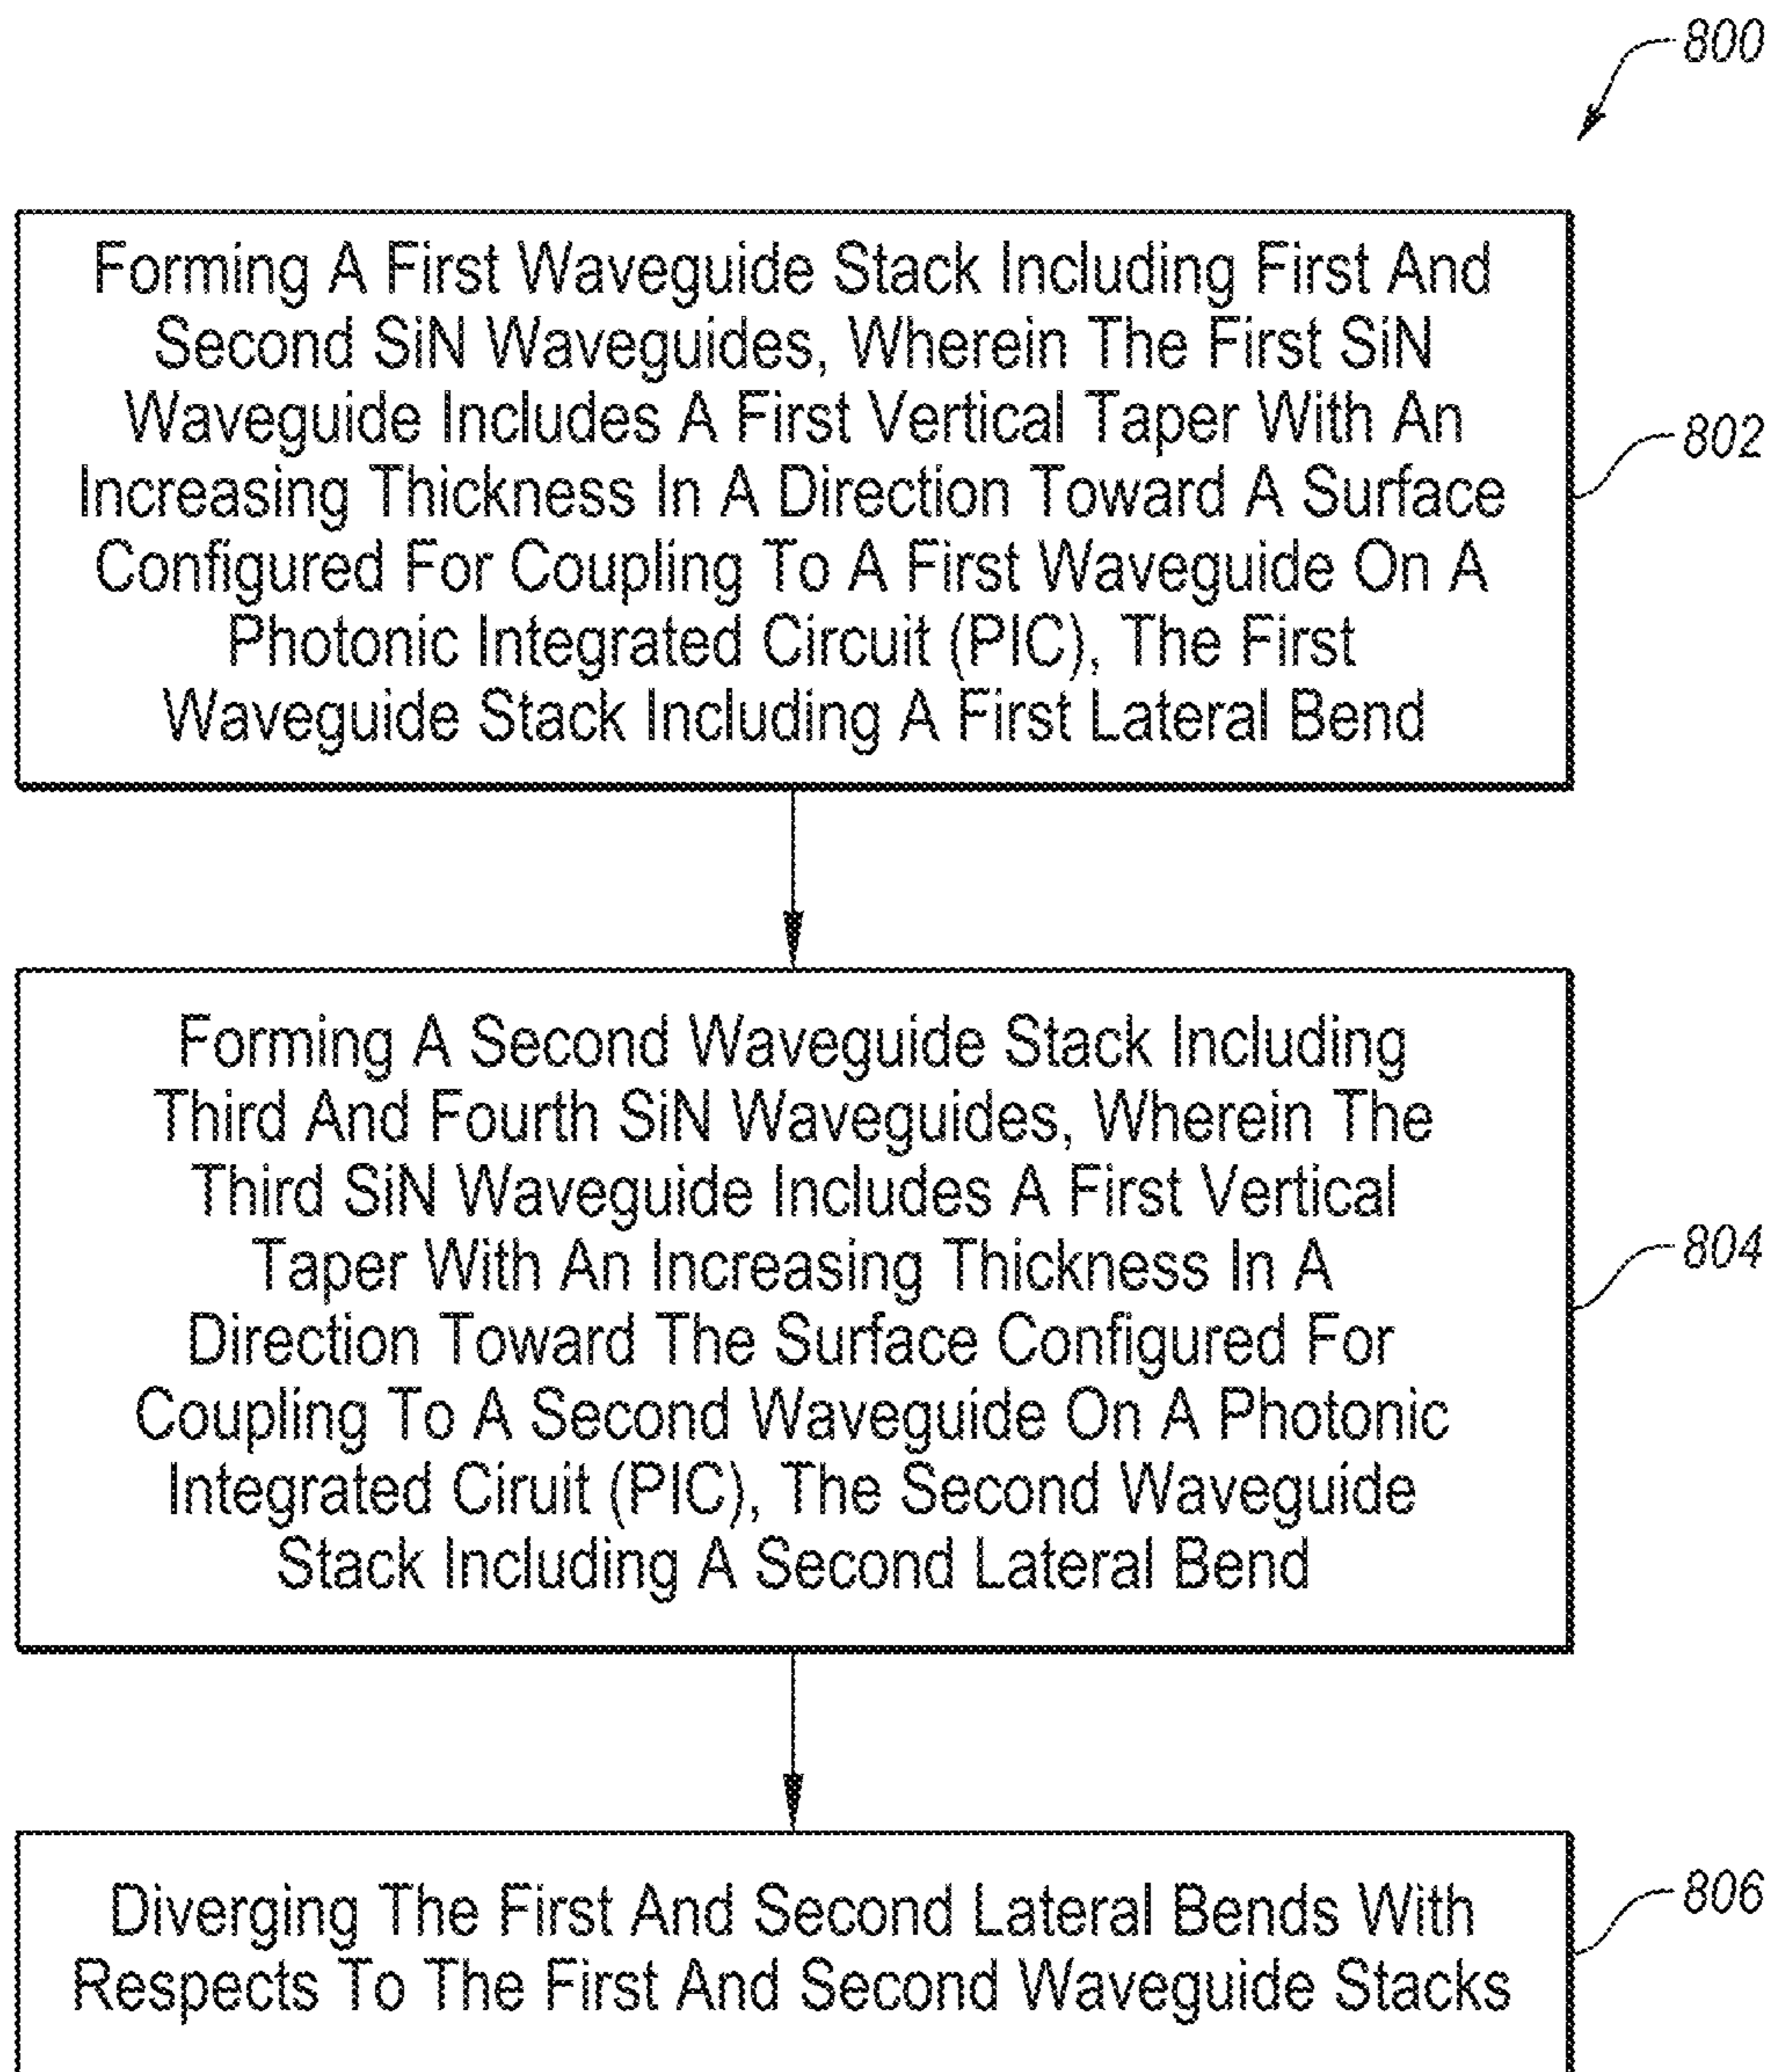 800
Forming A First Waveguide Stack Including First And
Second SiN Waveguides, Wherein The First SiN
Waveguide Includes A First Vertical Taper With An
Increasing Thickness In A Direction Toward A Surface
Configured For Coupling To A First Waveguide On A
Photonic Integrated Circuit (PIC), The First
Waveguide Stack Including A First Lateral Bend
802
Forming A Second Waveguide Stack Including
Third And Fourth SiN Waveguides, Wherein The
Third SiN Waveguide Includes A First Vertical
Taper With An Increasing Thickness In A
Direction Toward The Surface Configured For
Coupling To A Second Waveguide On A Photonic
Integrated Ciruit (PIC), The Second Waveguide
Stack Including A Second Lateral Bend
804
Diverging The First And Second Lateral Bends With
Respects To The First And Second Waveguide Stacks
806